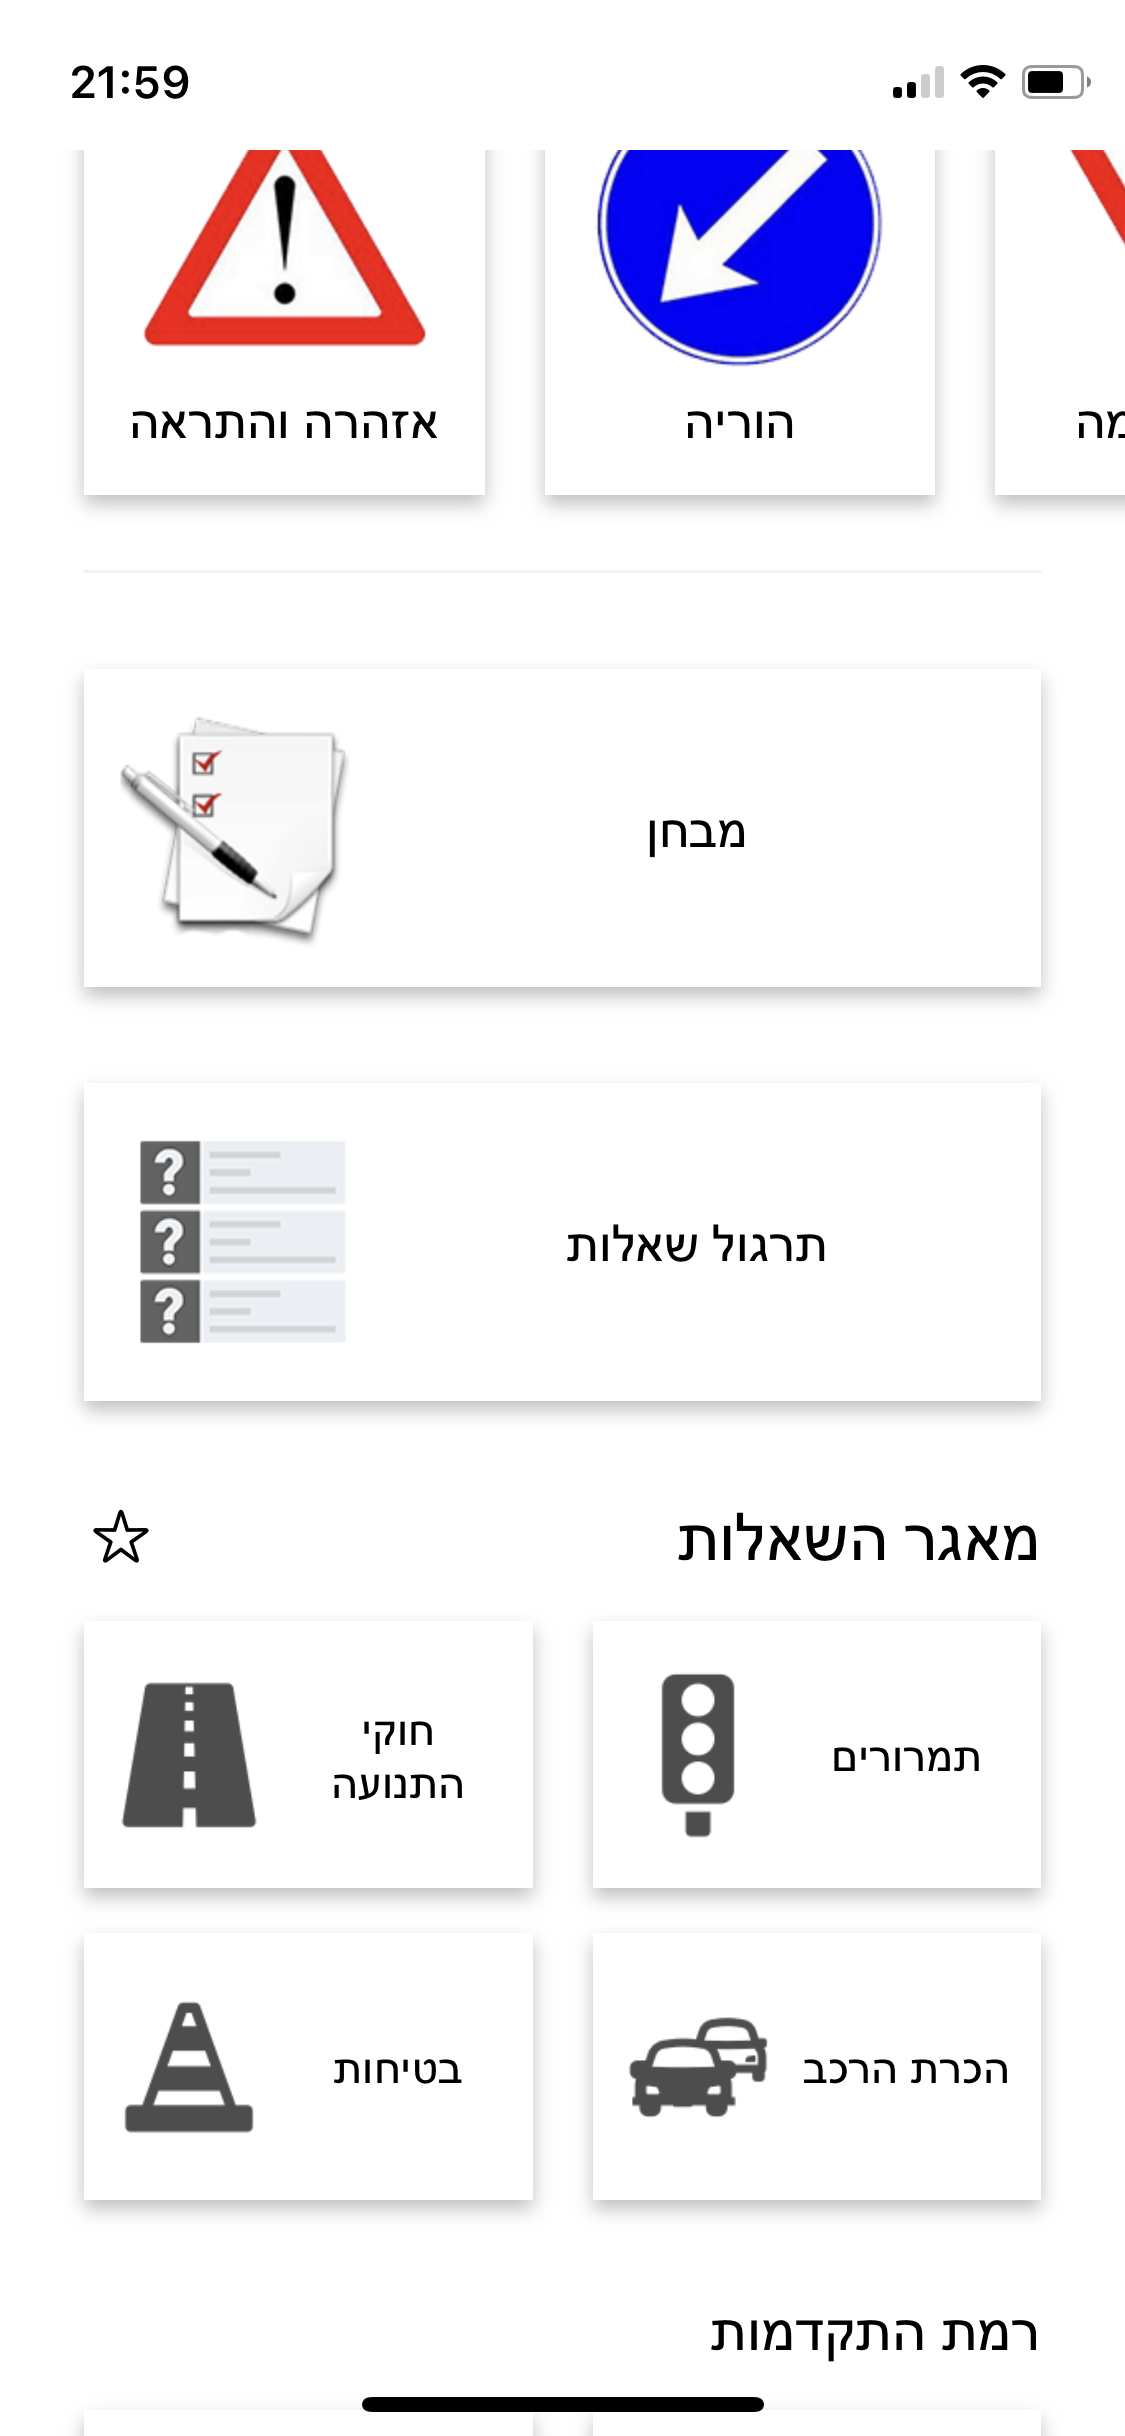 21:59
אזהרה והתראה
הוריה
מבחן
תרגול שאלות
מאגר השאלות
תמרורים
חוקי
התנועה
הכרת הרכב
בטיחות
רמת התקדמות